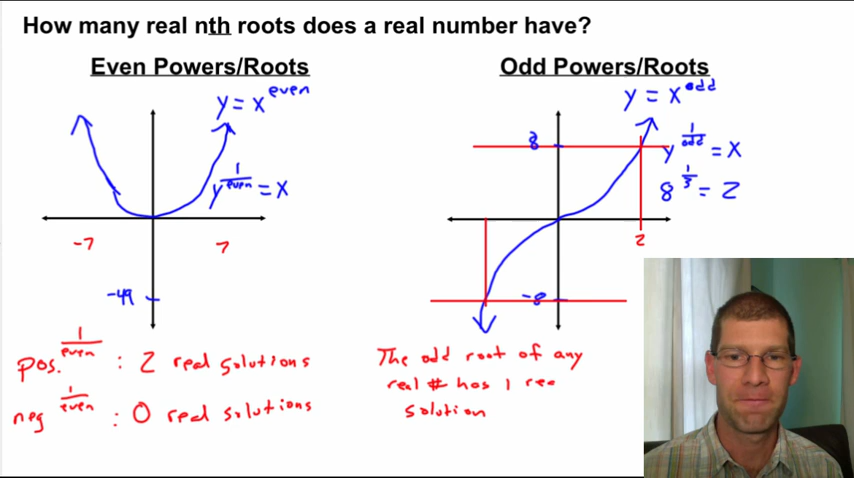 How many real nth roots does a real number have?
Even Powers/Roots
y = x^even
y^(1/even) = x
-7
7
-49
pos.^(1/even) : 2 real solutions
neg^(1/even) : 0 real solutions
Odd Powers/Roots
y = x^odd
8
y^(1/odd) = x
8^(1/3) = 2
2
-8
The odd root of any
real # has 1 rea
solution